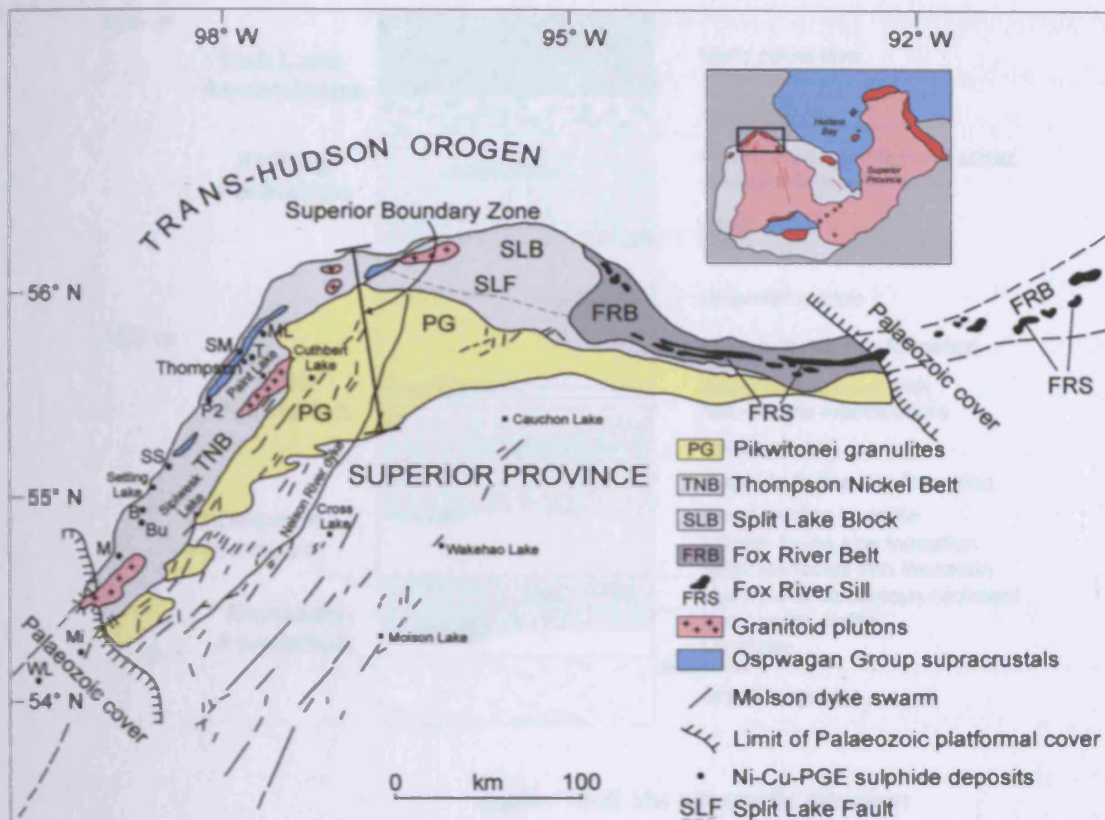 98° W
95° W
92° W
Hudson
Bay
Superior
Province
TRANS-HUDSON OROGEN
Superior Boundary Zone
SLB
SLF
56° N
FRB
FRB
PG
Palaeozoic cover
ML
SM
T
Thompson
Paint Lake
Cuthbert
Lake
P2
PG
FRS
FRS
Cauchon Lake
SUPERIOR PROVINCE
TNB
SS
55° N
Setting
Lake
B
Bu
Lake
Nelson River dyke
Cross
Lake
Wakehao Lake
M
Molson Lake
Mi
WL
Palaeozoic cover
54° N
0 km 100
PG Pikwitonei granulites
TNB Thompson Nickel Belt
SLB Split Lake Block
FRB Fox River Belt
FRS Fox River Sill
Granitoid plutons
Ospwagan Group supracrustals
Molson dyke swarm
Limit of Palaeozoic platformal cover
Ni-Cu-PGE sulphide deposits
SLF Split Lake Fault